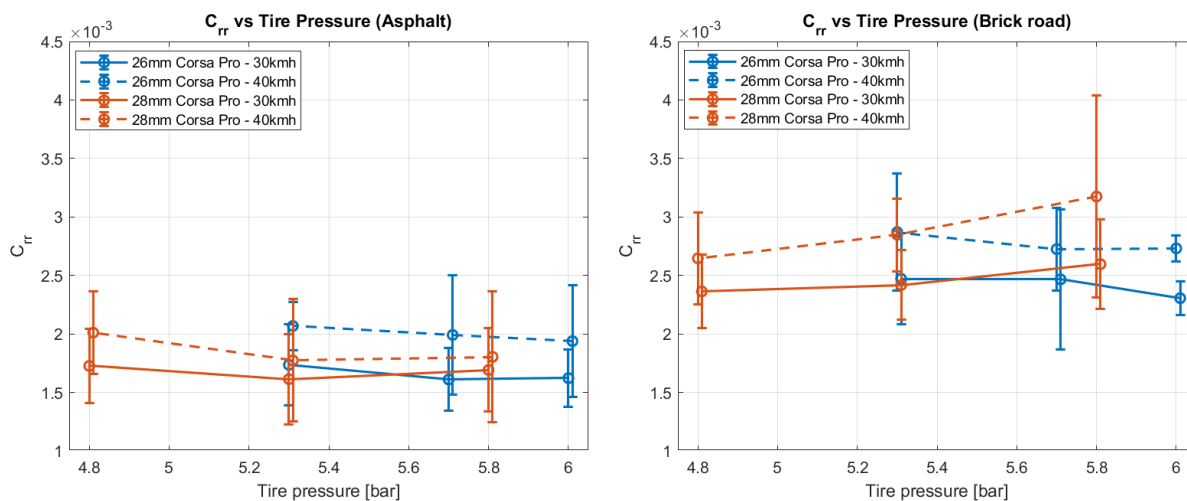 C_rr vs Tire Pressure (Asphalt)
×10^-3
4.5
4
3.5
3
2.5
2
1.5
1
C_rr
26mm Corsa Pro - 30kmh
26mm Corsa Pro - 40kmh
28mm Corsa Pro - 30kmh
28mm Corsa Pro - 40kmh
4.8 5 5.2 5.4 5.6 5.8 6
Tire pressure [bar]
C_rr vs Tire Pressure (Brick road)
×10^-3
4.5
4
3.5
3
2.5
2
1.5
1
C_rr
26mm Corsa Pro - 30kmh
26mm Corsa Pro - 40kmh
28mm Corsa Pro - 30kmh
28mm Corsa Pro - 40kmh
4.8 5 5.2 5.4 5.6 5.8 6
Tire pressure [bar]